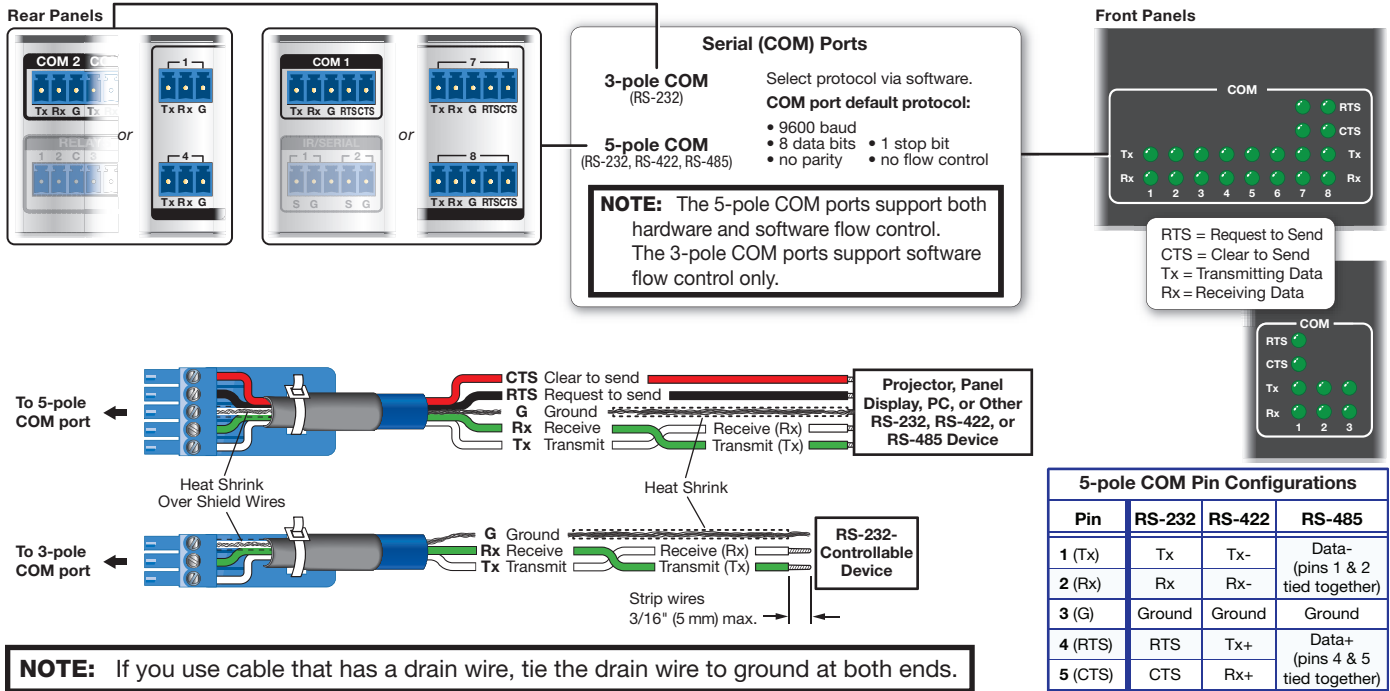 Rear Panels
COM 2 CO
Tx Rx G Tx R
RELAY
1 2 C 3
or
1
Tx Rx G
4
Tx Rx G
COM 1
Tx Rx G RTS CTS
IR/SERIAL
1 2
S G S G
or
7
Tx Rx G RTS CTS
8
Tx Rx G RTS CTS
Serial (COM) Ports
3-pole COM
(RS-232)
5-pole COM
(RS-232, RS-422, RS-485)
Select protocol via software.
COM port default protocol:
• 9600 baud
• 8 data bits • 1 stop bit
• no parity • no flow control
NOTE: The 5-pole COM ports support both
hardware and software flow control.
The 3-pole COM ports support software
flow control only.
Front Panels
COM
RTS
CTS
Tx Tx
Rx Rx
1 2 3 4 5 6 7 8
RTS = Request to Send
CTS = Clear to Send
Tx = Transmitting Data
Rx = Receiving Data
COM
RTS
CTS
Tx
Rx
1 2 3
To 5-pole
COM port
CTS Clear to send
RTS Request to send
G Ground
Rx Receive Receive (Rx)
Tx Transmit Transmit (Tx)
Projector, Panel
Display, PC, or Other
RS-232, RS-422, or
RS-485 Device
Heat Shrink
Over Shield Wires
Heat Shrink
To 3-pole
COM port
G Ground
Rx Receive Receive (Rx)
Tx Transmit Transmit (Tx)
RS-232-
Controllable
Device
Strip wires
3/16" (5 mm) max.
NOTE: If you use cable that has a drain wire, tie the drain wire to ground at both ends.
5-pole COM Pin Configurations
Pin RS-232 RS-422 RS-485
1 (Tx) Tx Tx- Data-
(pins 1 & 2
2 (Rx) Rx Rx- tied together)
3 (G) Ground Ground Ground
4 (RTS) RTS Tx+ Data+
(pins 4 & 5
5 (CTS) CTS Rx+ tied together)